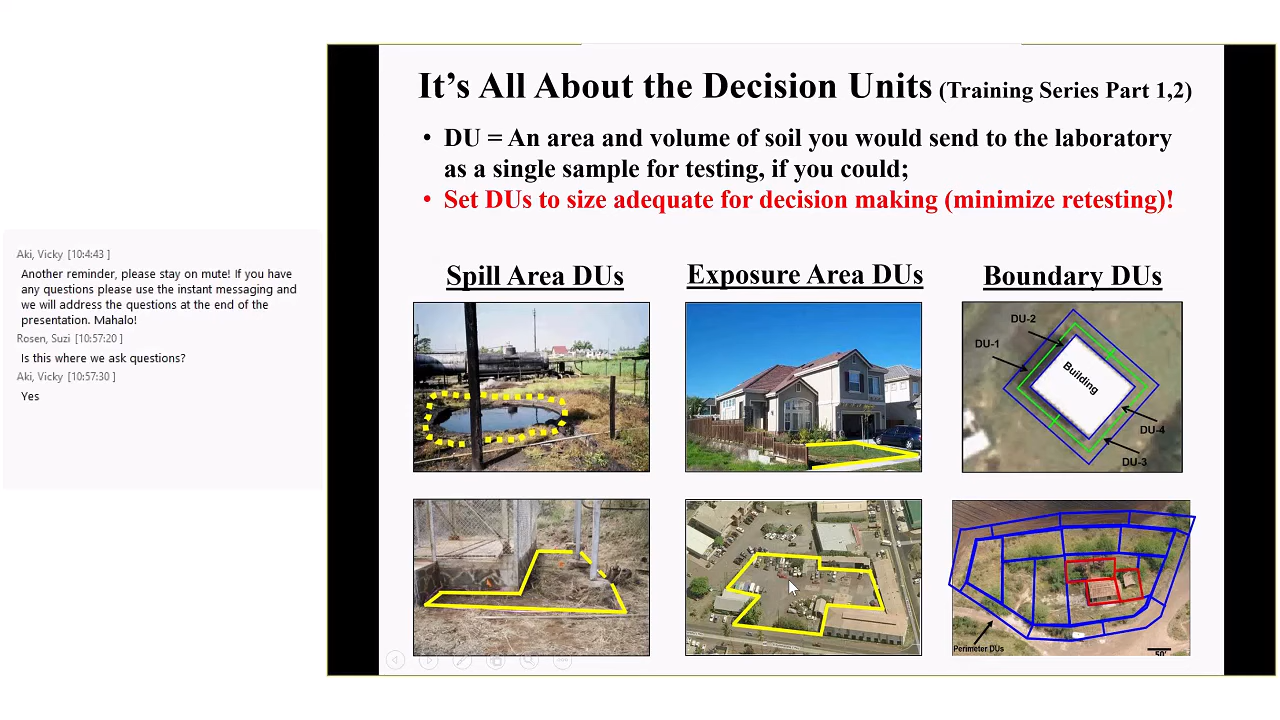 It’s All About the Decision Units (Training Series Part 1,2)
• DU = An area and volume of soil you would send to the laboratory
as a single sample for testing, if you could;
• Set DUs to size adequate for decision making (minimize retesting)!
Aki, Vicky [10:4:43 ]
Another reminder, please stay on mute! If you have
any questions please use the instant messaging and
we will address the questions at the end of the
presentation. Mahalo!
Rosen, Suzi [10:57:20 ]
Is this where we ask questions?
Aki, Vicky [10:57:30 ]
Yes
Spill Area DUs
Exposure Area DUs
Boundary DUs
DU-2
DU-1
Building
DU-4
DU-3
Perimeter DUs
50'